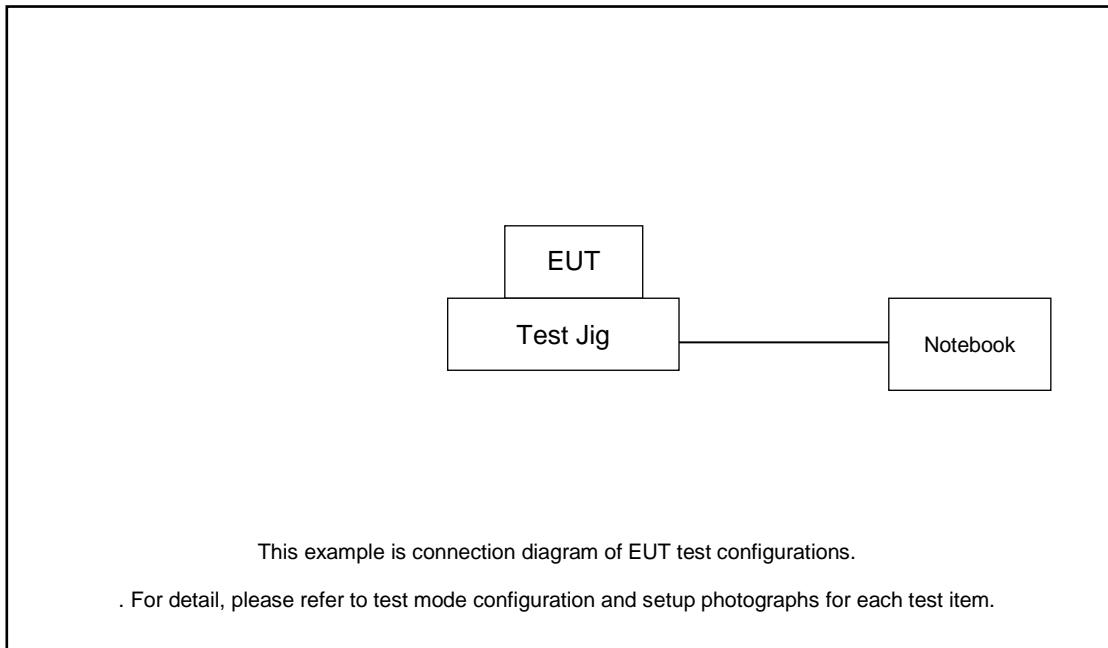 EUT
Test Jig
Notebook
This example is connection diagram of EUT test configurations.
. For detail, please refer to test mode configuration and setup photographs for each test item.